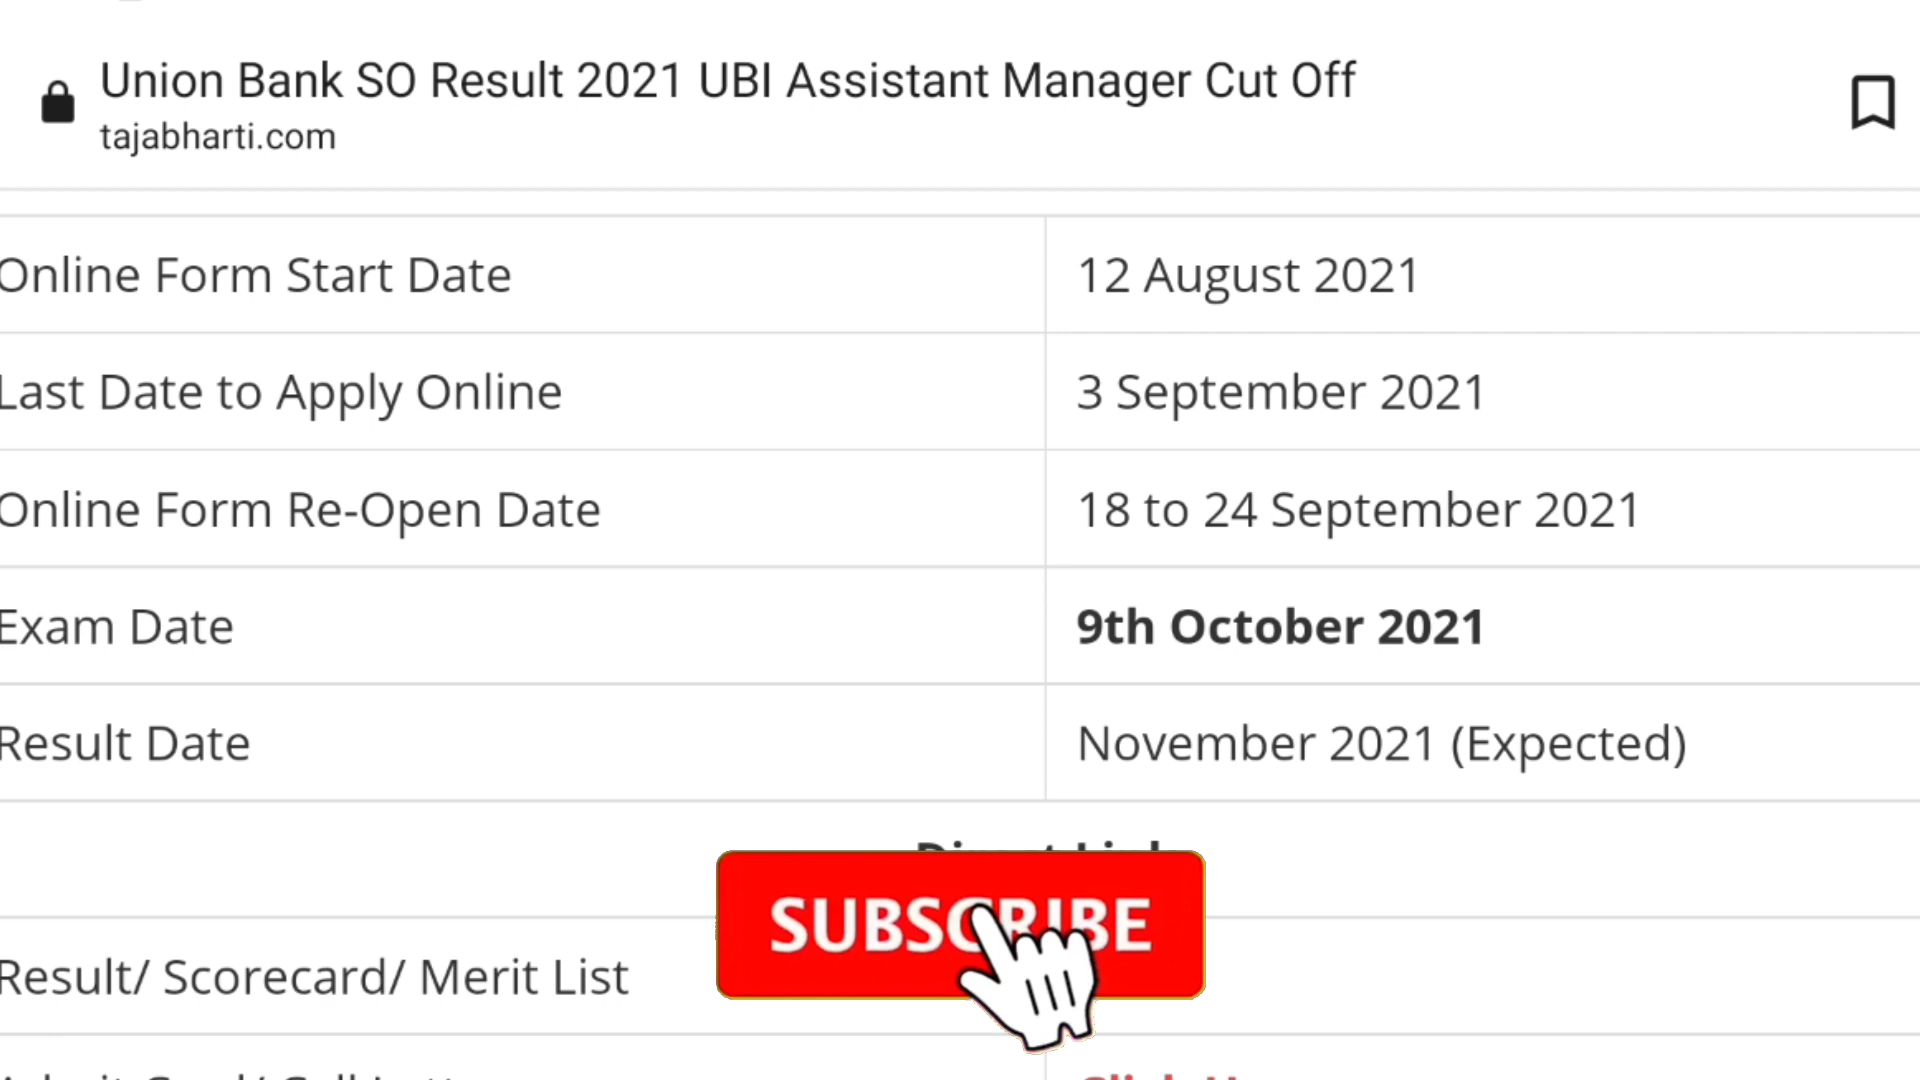 Union Bank SO Result 2021 UBI Assistant Manager Cut Off
tajabharti.com
Online Form Start Date 12 August 2021
Last Date to Apply Online 3 September 2021
Online Form Re-Open Date 18 to 24 September 2021
Exam Date 9th October 2021
Result Date November 2021 (Expected)
SUBSCRIBE
Result/ Scorecard/ Merit List